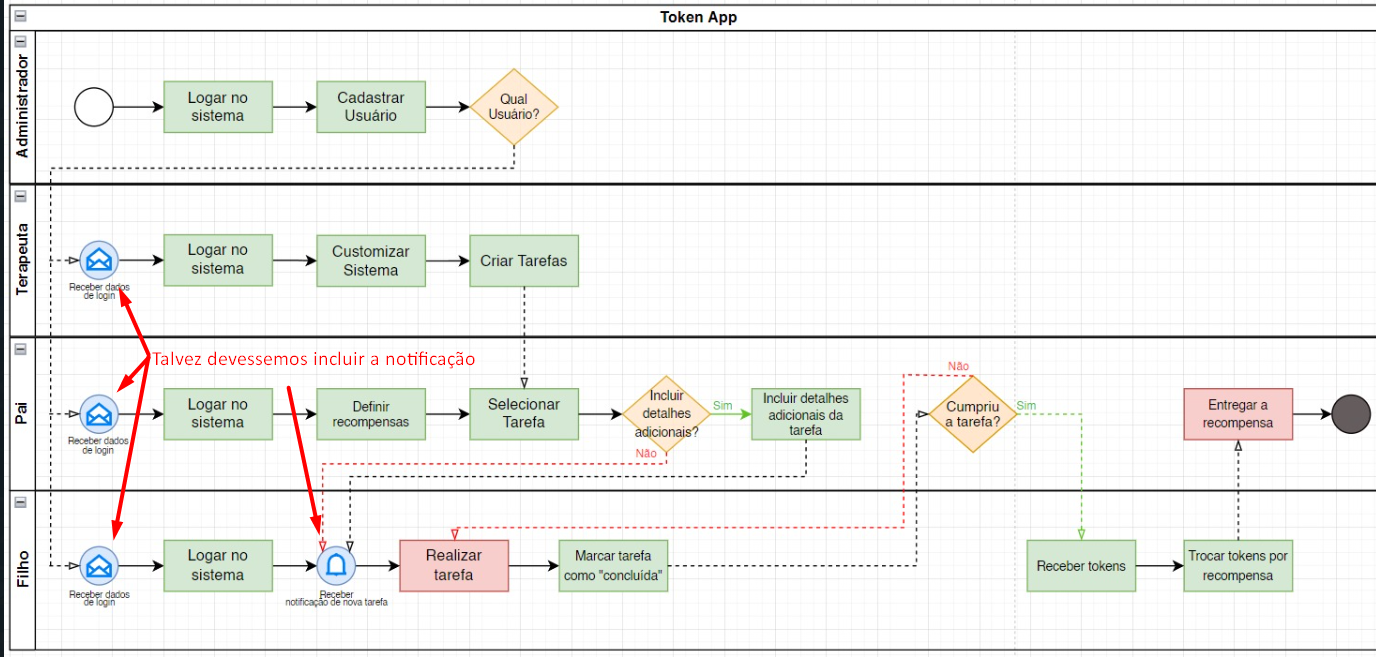 Token App
Administrador
Logar no
sistema
Cadastrar
Usuário
Qual
Usuário?
Terapeuta
Receber dados
de login
Logar no
sistema
Customizar
Sistema
Criar Tarefas
Talvez devessemos incluir a notificação
Pai
Receber dados
de login
Logar no
sistema
Definir
recompensas
Selecionar
Tarefa
Incluir
detalhes
adicionais?
Sim
Não
Incluir detalhes
adicionais da
tarefa
Não
Cumpriu
a tarefa?
Sim
Entregar a
recompensa
Filho
Receber dados
de login
Logar no
sistema
Receber
notificação de nova tarefa
Realizar
tarefa
Marcar tarefa
como "concluída"
Receber tokens
Trocar tokens por
recompensa